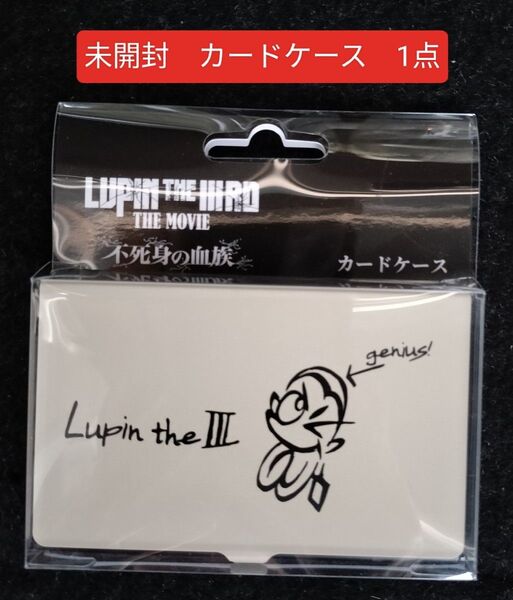 未開封　カードケース　1点
LUPIN THE IIIRD
THE MOVIE
不死身の血族
カードケース
genius!
Lupin the III